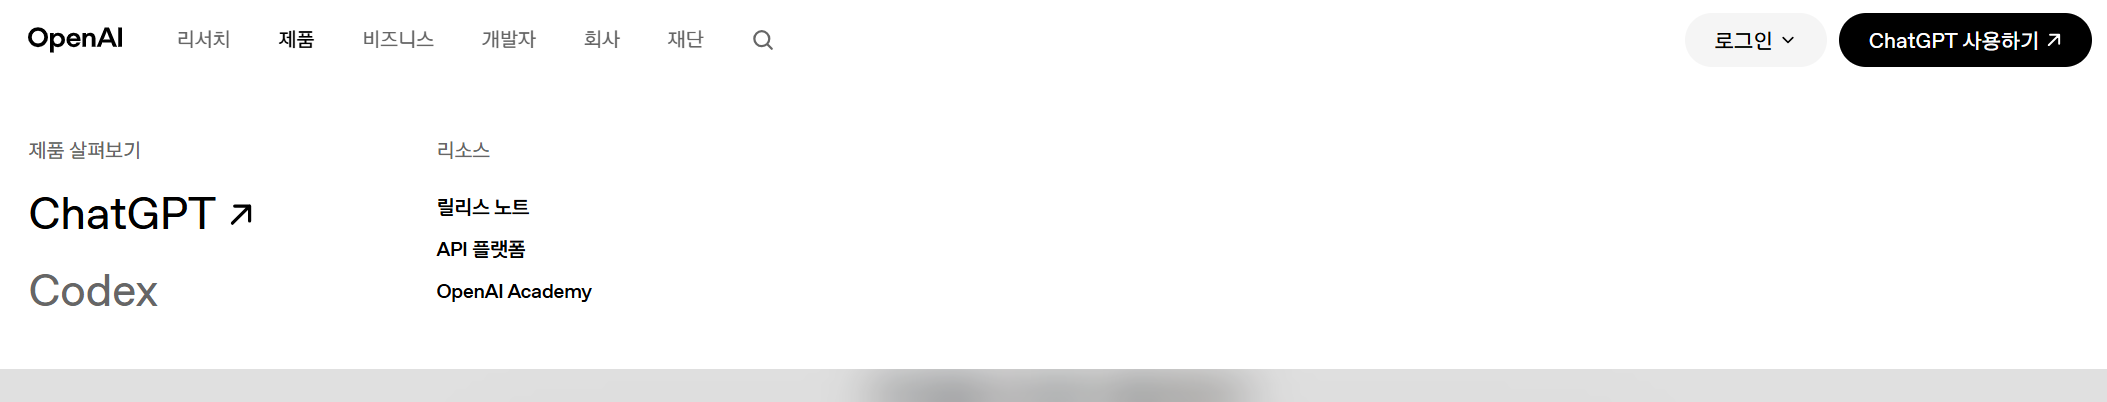 OpenAI 리서치 제품 비즈니스 개발자 회사 재단 로그인 ChatGPT 사용하기
제품 살펴보기
ChatGPT
Codex
리소스
릴리스 노트
API 플랫폼
OpenAI Academy